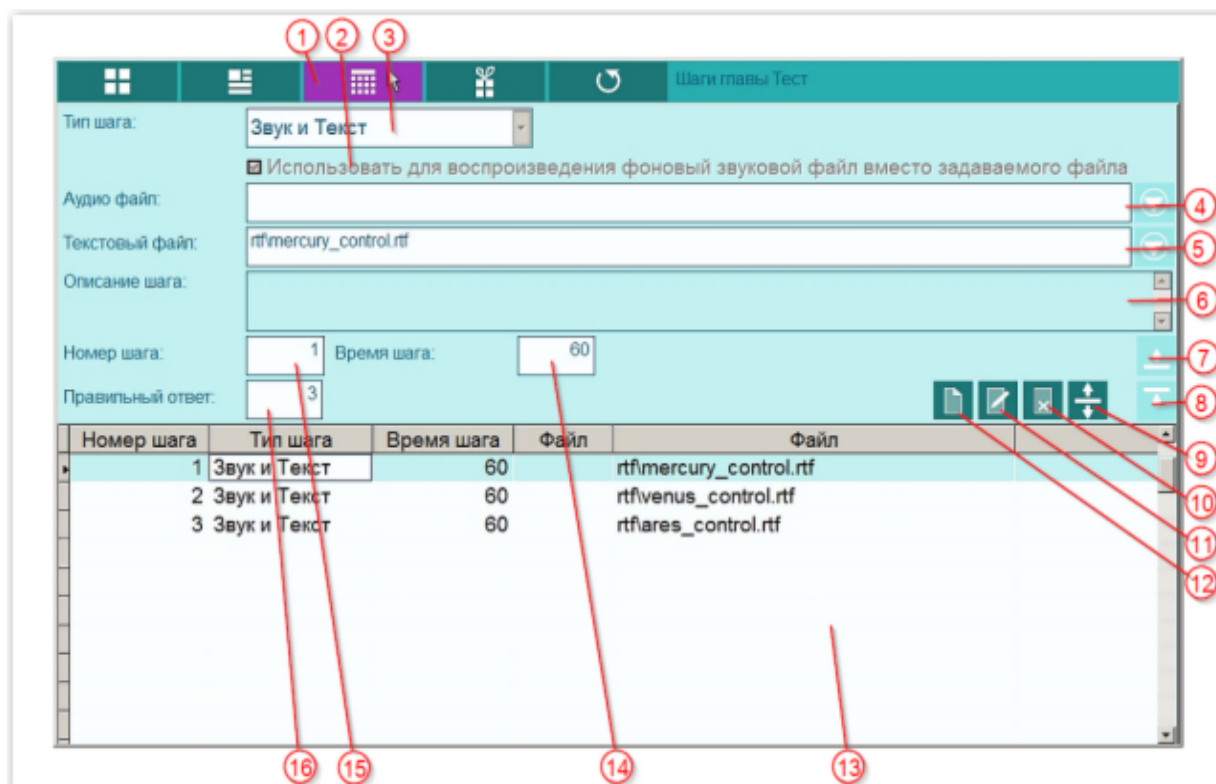 1 2 3
Шаги главы Тест
Тип шага: Звук и Текст
Использовать для воспроизведения фоновый звуковой файл вместо задаваемого файла
Аудио файл: 4
Текстовый файл: rtf\mercury_control.rtf 5
Описание шага: 6
Номер шага: 1 Время шага: 60 7
Правильный ответ: 3 8
Номер шага Тип шага Время шага Файл Файл 9
1 Звук и Текст 60 rtf\mercury_control.rtf
2 Звук и Текст 60 rtf\venus_control.rtf 10
3 Звук и Текст 60 rtf\ares_control.rtf
11
12
16 15 14 13